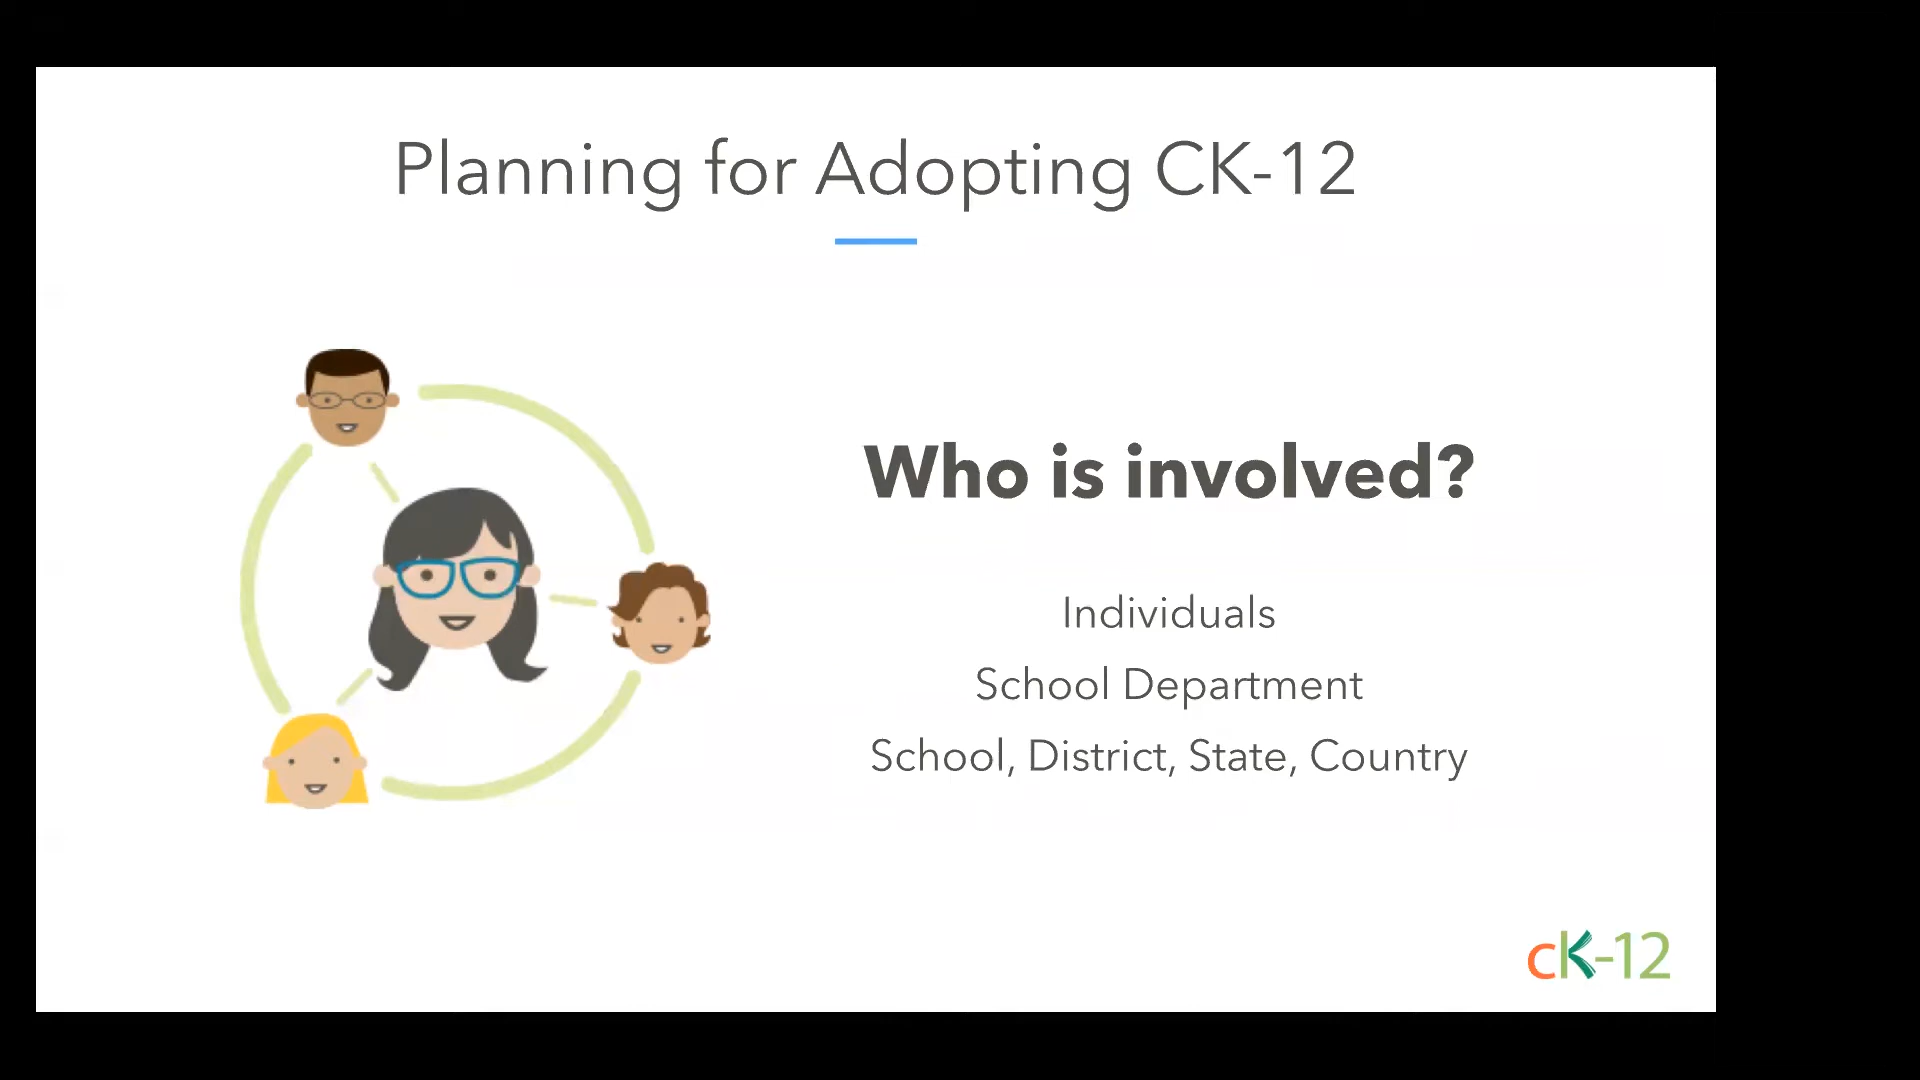 Planning for Adopting CK-12
Who is involved?
Individuals
School Department
School, District, State, Country
cK-12